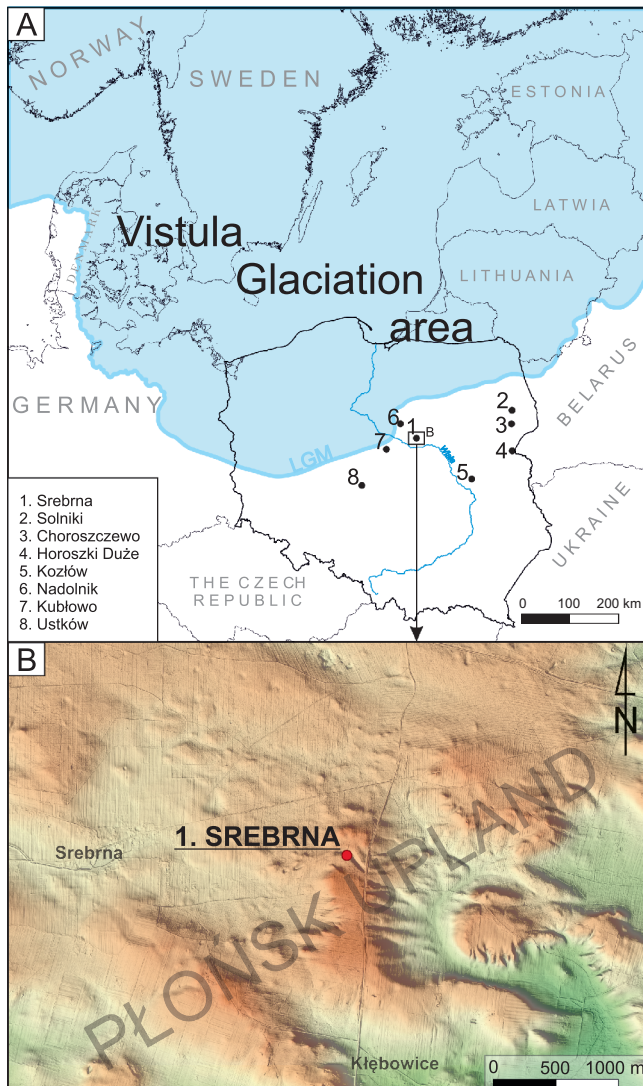 A
NORWAY
SWEDEN
ESTONIA
LATWIA
DENMARK
Vistula
Glaciation
LITHUANIA
area
BELARUS
GERMANY
2
6
1
B
3
7
LGM
4
8
5
UKRAINE
1. Srebrna
2. Solniki
3. Choroszczewo
4. Horoszki Duże
5. Kozłów
6. Nadolnik
7. Kubłowo
8. Ustków
THE CZECH
REPUBLIC
0 100 200 km
B
N
PŁOŃSK UPLAND
1. SREBRNA
Srebrna
Kłębowice
0 500 1000 m